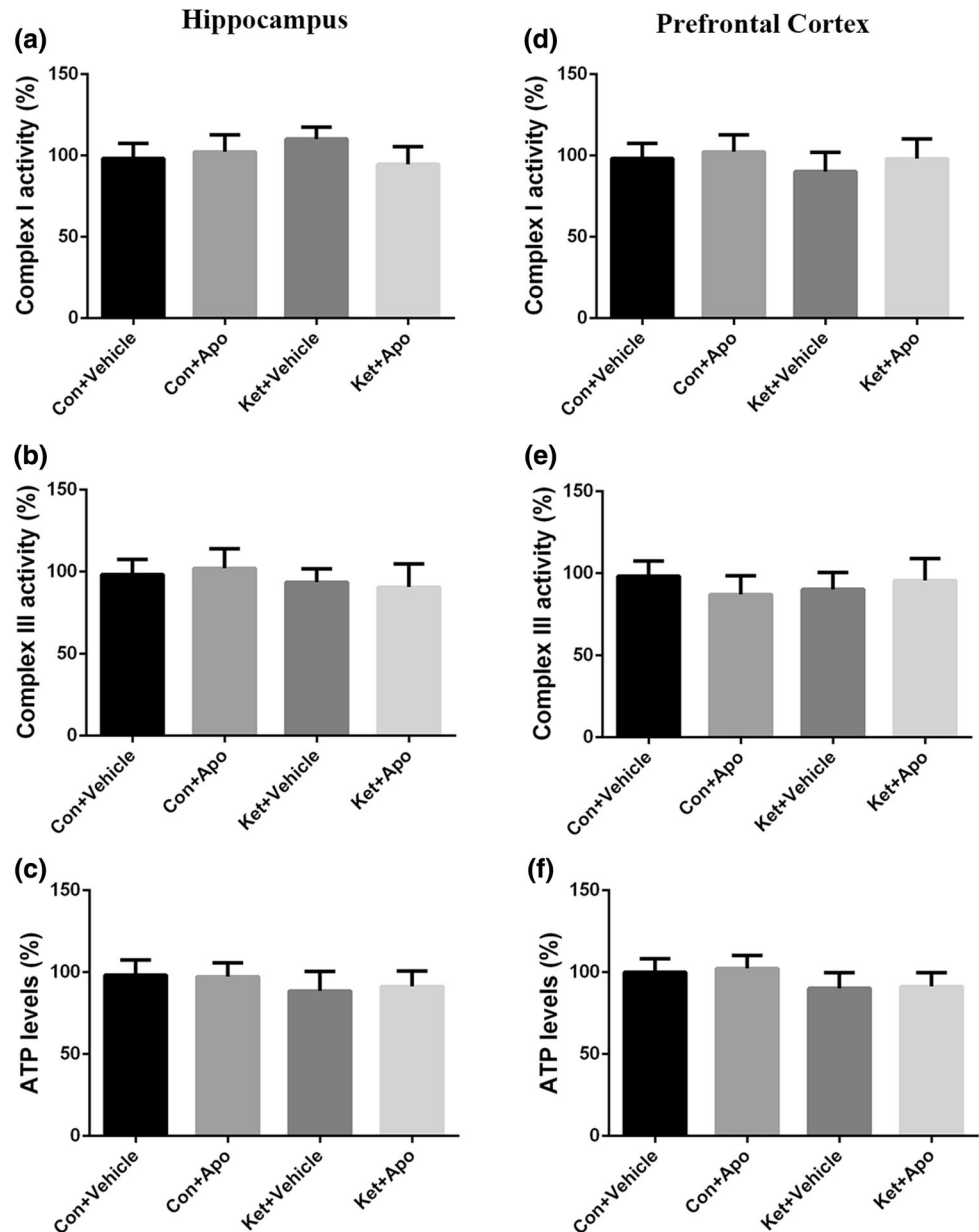 Hippocampus
Prefrontal Cortex
(a)
Complex I activity (%)
150
100
50
0
Con+Vehicle
Con+Apo
Ket+Vehicle
Ket+Apo
(d)
Complex I activity (%)
150
100
50
0
Con+Vehicle
Con+Apo
Ket+Vehicle
Ket+Apo
(b)
Complex III activity (%)
150
100
50
0
Con+Vehicle
Con+Apo
Ket+Vehicle
Ket+Apo
(e)
Complex III activity (%)
150
100
50
0
Con+Vehicle
Con+Apo
Ket+Vehicle
Ket+Apo
(c)
ATP levels (%)
150
100
50
0
Con+Vehicle
Con+Apo
Ket+Vehicle
Ket+Apo
(f)
ATP levels (%)
150
100
50
0
Con+Vehicle
Con+Apo
Ket+Vehicle
Ket+Apo